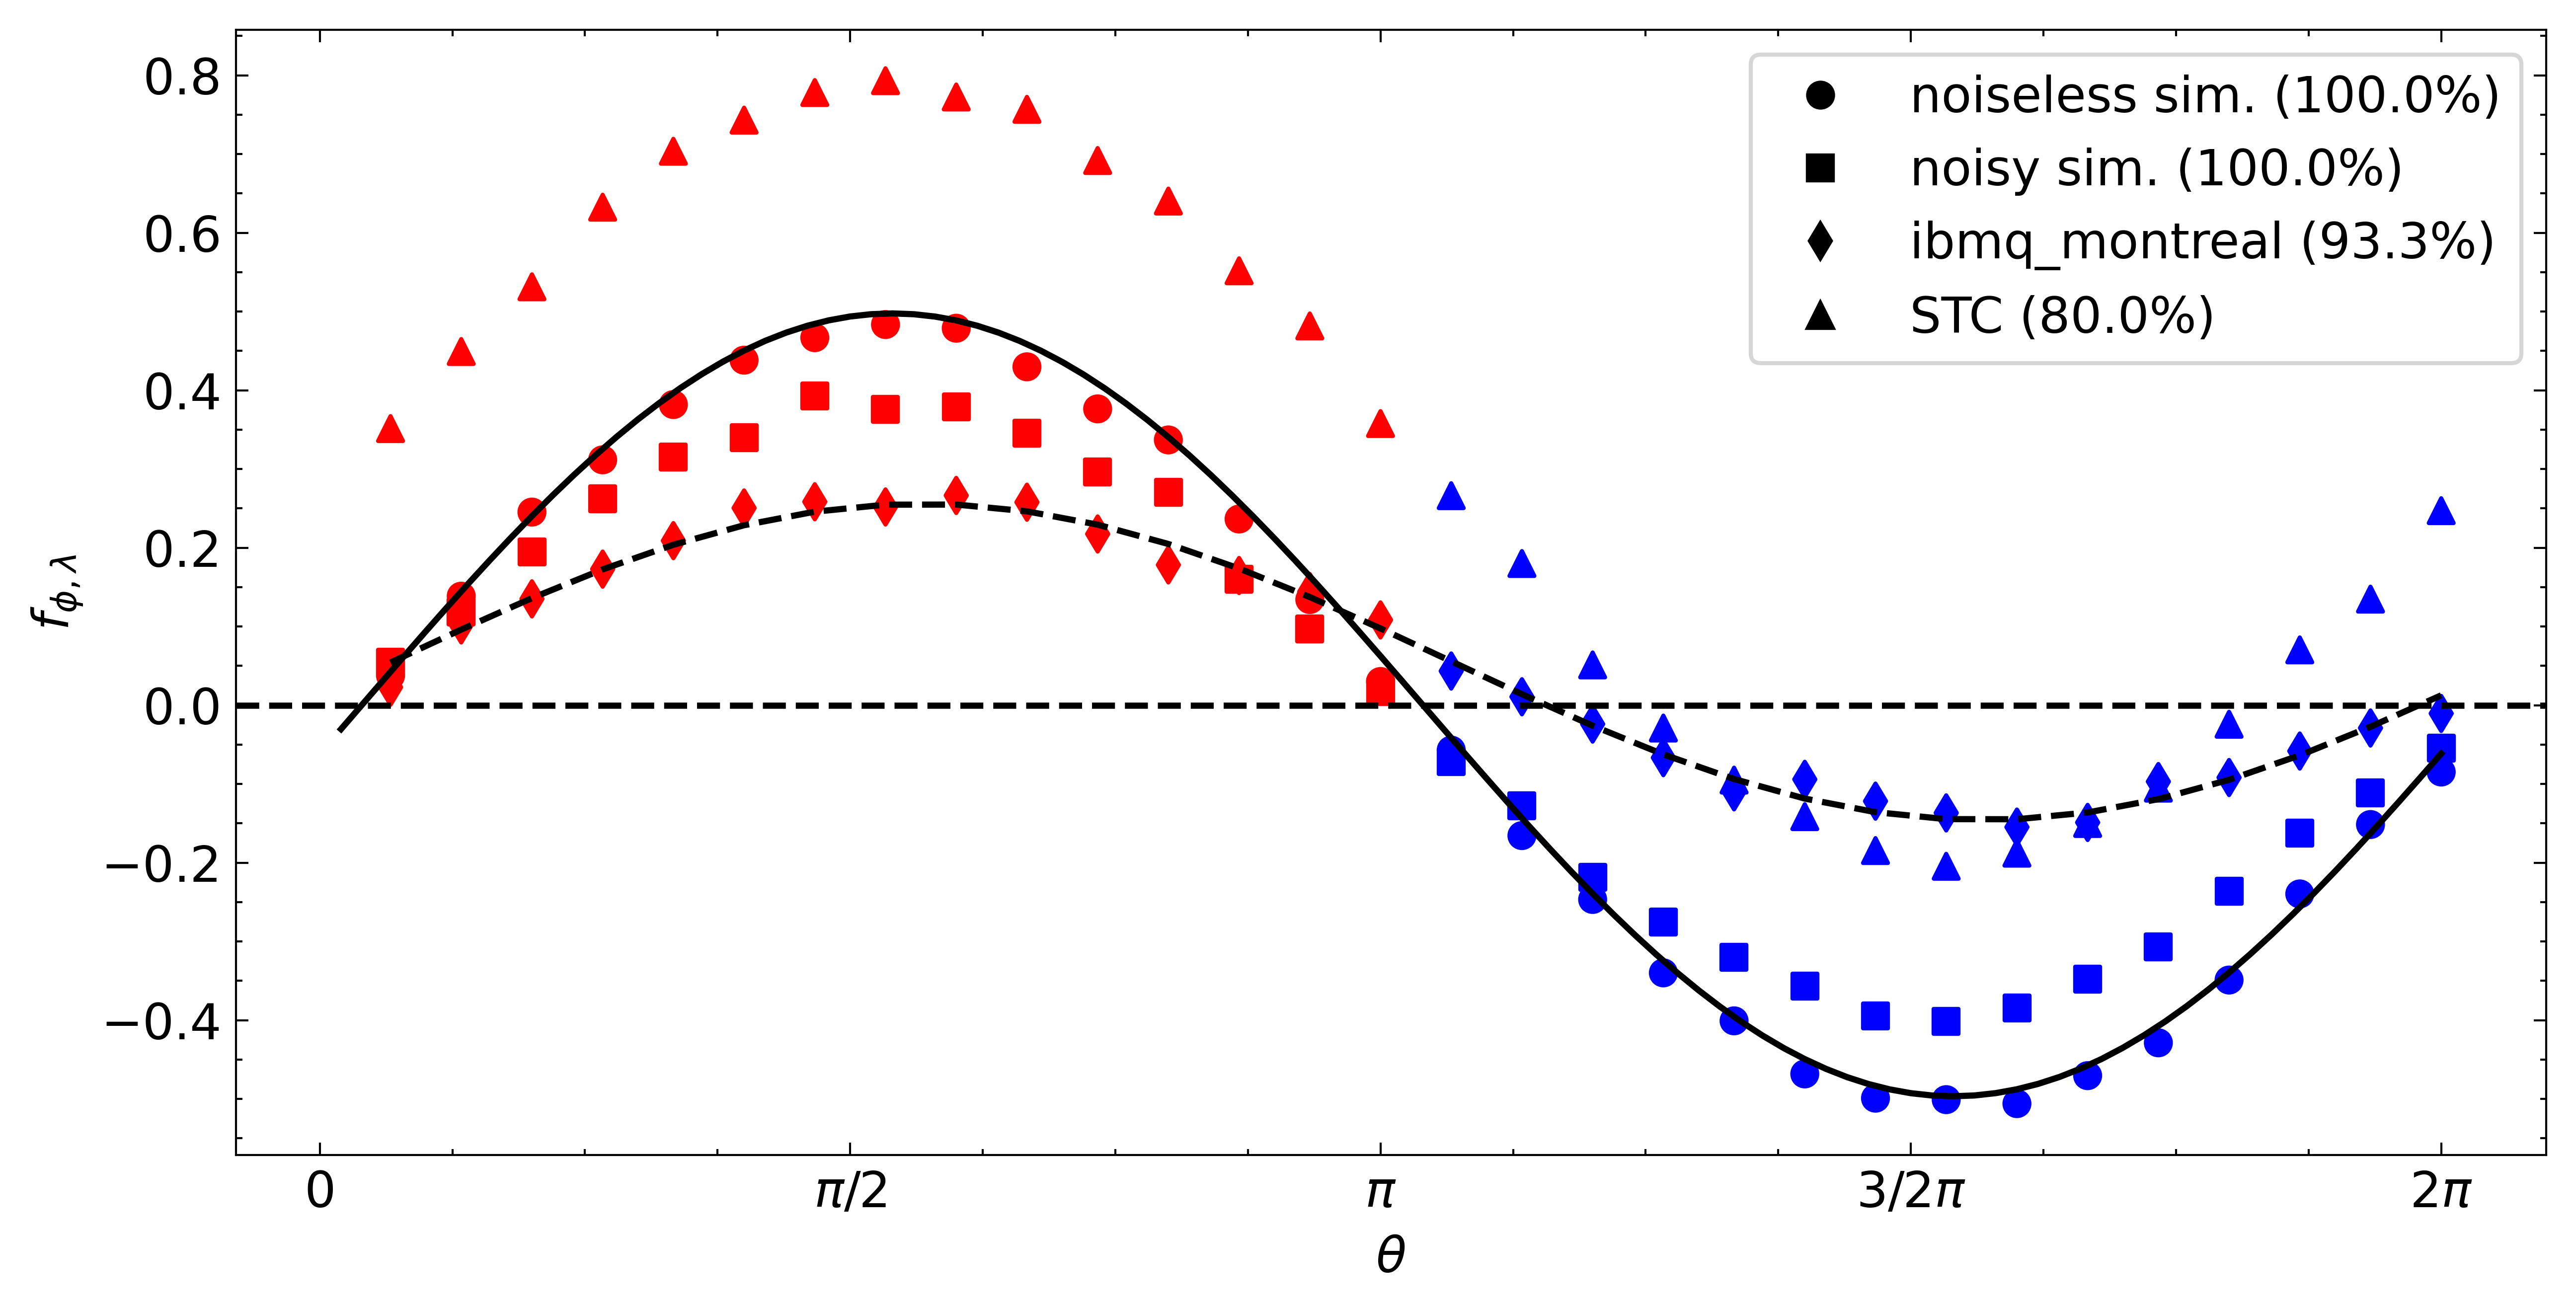 0.8
0.6
0.4
0.2
0.0
−0.2
−0.4
f_{ϕ, λ}
noiseless sim. (100.0%)
noisy sim. (100.0%)
ibmq_montreal (93.3%)
STC (80.0%)
0 π/2 π 3/2π 2π
θ